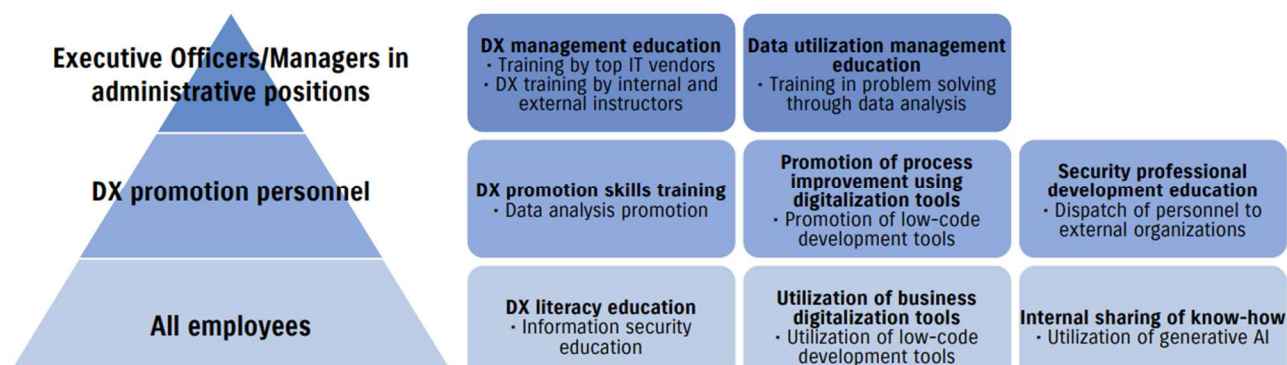 Executive Officers/Managers in
administrative positions
DX management education
・Training by top IT vendors
・DX training by internal and
external instructors
Data utilization management
education
・Training in problem solving
through data analysis
DX promotion personnel
DX promotion skills training
・Data analysis promotion
Promotion of process
improvement using
digitalization tools
・Promotion of low-code
development tools
Security professional
development education
・Dispatch of personnel to
external organizations
All employees
DX literacy education
・Information security
education
Utilization of business
digitalization tools
・Utilization of low-code
development tools
Internal sharing of know-how
・Utilization of generative AI